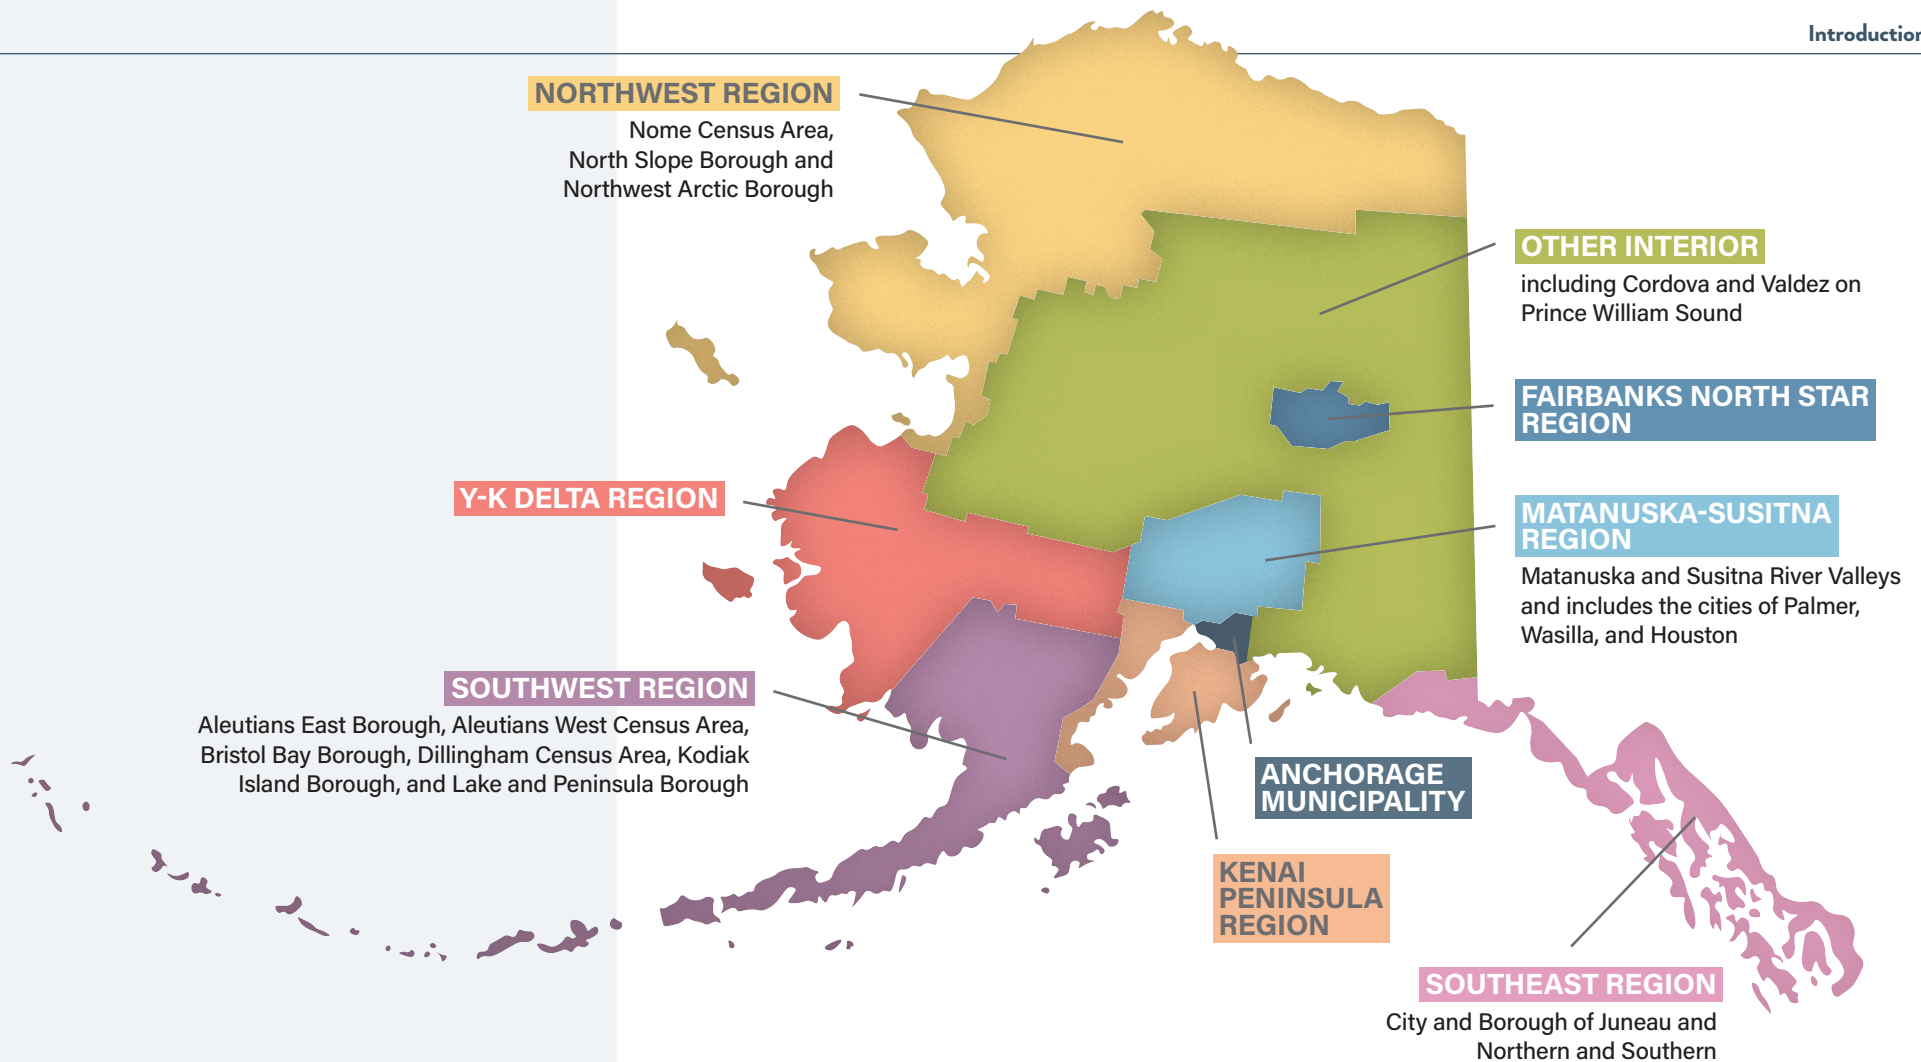 Introduction
NORTHWEST REGION
Nome Census Area,
North Slope Borough and
Northwest Arctic Borough
OTHER INTERIOR
including Cordova and Valdez on
Prince William Sound
FAIRBANKS NORTH STAR
REGION
Y-K DELTA REGION
MATANUSKA-SUSITNA
REGION
Matanuska and Susitna River Valleys
and includes the cities of Palmer,
Wasilla, and Houston
SOUTHWEST REGION
Aleutians East Borough, Aleutians West Census Area,
Bristol Bay Borough, Dillingham Census Area, Kodiak
Island Borough, and Lake and Peninsula Borough
ANCHORAGE
MUNICIPALITY
KENAI
PENINSULA
REGION
SOUTHEAST REGION
City and Borough of Juneau and
Northern and Southern